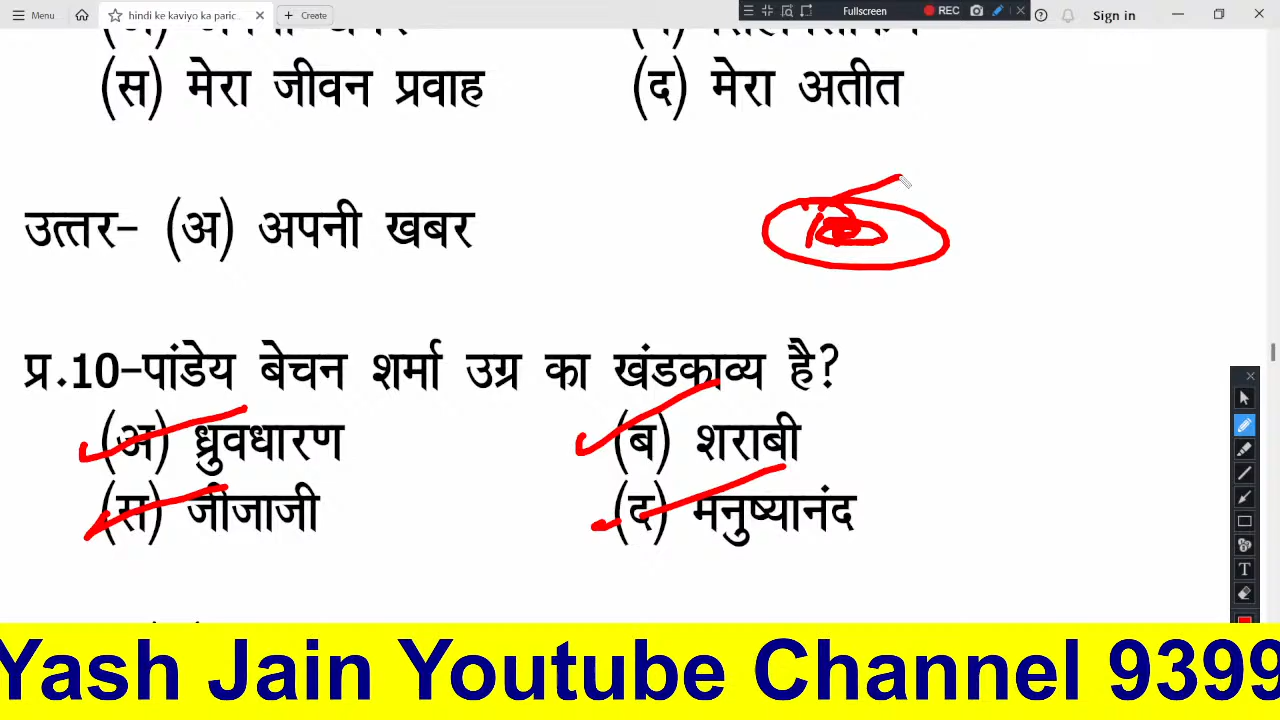 Menu
hindi ke kaviyo ka paric...
Create
Fullscreen
REC
Sign in
(स) मेरा जीवन प्रवाह (द) मेरा अतीत
उत्तर- (अ) अपनी खबर
प्र.10-पांडेय बेचन शर्मा उग्र का खंडकाव्य है?
(अ) ध्रुवधारण (ब) शराबी
(स) जीजाजी (द) मनुष्यानंद
Yash Jain Youtube Channel 9399